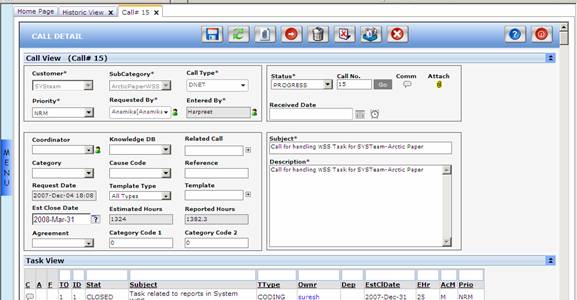 Home Page Historic View X Call# 15 X
CALL DETAIL
Call View (Call# 15)
Customer* SubCategory* Call Type*
SYSteam ArcticPaperWSS DNET
Priority* Requested By* Entered By*
NRM Anamika[Anamik Harpreet
Status* Call No. Comm Attach
PROGRESS 15 Go
Received Date
Coordinator Knowledge DB Related Call
Category Cause Code Reference
Request Date Template Type Template
2007-Dec-04 18:08 All Types
Est Close Date Estimated Hours Reported Hours
2008-Mar-31 1324 1382.3
Agreement Category Code 1 Category Code 2
0 0
Subject*
Call for handling WSS Task for SYSTeam-Arctic Paper
Description*
Call for handling WSS Task for SYSTeam-Arctic Paper
MENU
Task View
C A F TO ID Stat Subject TType Ownr Dep EstClDate EHr AcM Prio
1 1 CLOSED Task related to reports in System CODING suresh 2007-Dec-31 25 M NRM